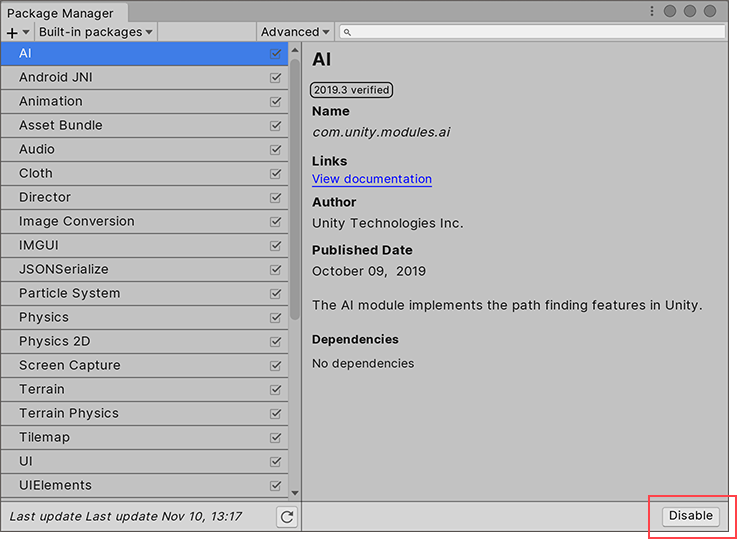 Package Manager
+ Built-in packages Advanced
AI
Android JNI
Animation
Asset Bundle
Audio
Cloth
Director
Image Conversion
IMGUI
JSONSerialize
Particle System
Physics
Physics 2D
Screen Capture
Terrain
Terrain Physics
Tilemap
UI
UIElements
Last update Last update Nov 10, 13:17
AI
2019.3 verified
Name
com.unity.modules.ai
Links
View documentation
Author
Unity Technologies Inc.
Published Date
October 09, 2019
The AI module implements the path finding features in Unity.
Dependencies
No dependencies
Disable